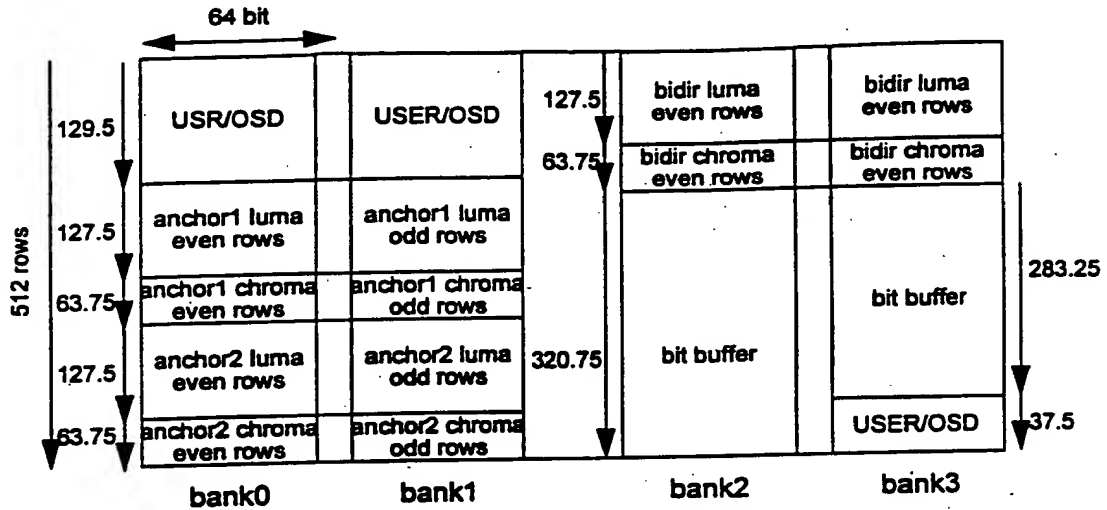 64 bit
512 rows
129.5
127.5
63.75
127.5
63.75
USR/OSD
anchor1 luma
even rows
anchor1 chroma
even rows
anchor2 luma
even rows
anchor2 chroma
even rows
bank0
USER/OSD
anchor1 luma
odd rows
anchor1 chroma
odd rows
anchor2 luma
odd rows
anchor2 chroma
odd rows
bank1
127.5
63.75
320.75
bidir luma
even rows
bidir chroma
even rows
bit buffer
bank2
bidir luma
even rows
bidir chroma
even rows
bit buffer
USER/OSD
bank3
283.25
37.5